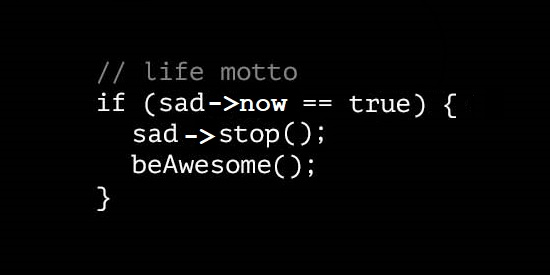 // life motto
if (sad->now == true) {
sad->stop();
beAwesome();
}